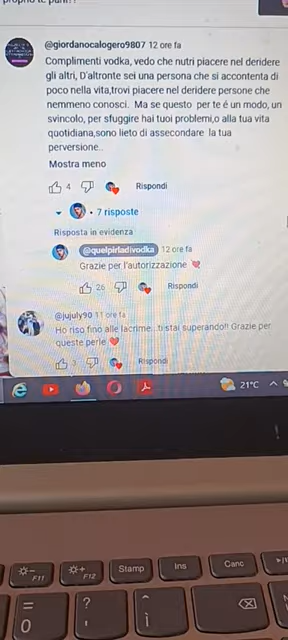 @giordanocalogero9807 12 ore fa
Complimenti vodka, vedo che nutri piacere nel deridere
gli altri, D'altronte sei una persona che si accontenta di
poco nella vita,trovi piacere nel deridere persone che
nemmeno conosci. Ma se questo per te é un modo, un
svincolo, per sfuggire hai tuoi problemi,o alla tua vita
quotidiana,sono lieto di assecondare la tua
perversione..
Mostra meno
4 Rispondi
7 risposte
Risposta in evidenza
@quelpirladivodka 12 ore fa
Grazie per l'autorizzazione
26 Rispondi
@jujuly90 11 ore fa
Ho riso fino alle lacrime...ti stai superando!! Grazie per
queste perle
3 Rispondi
21°C
F11
F12
Stamp
Ins
Canc
=
0
?
'
^
ì